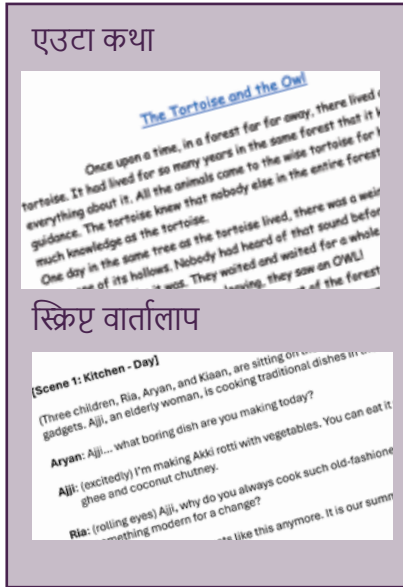 एउटा कथा
The Tortoise and the Owl
Once upon a time, in a forest far far away, there lived
tortoise. It had lived for so many years in the same forest that it
everything about it. All the animals came to the wise tortoise for
guidance. The tortoise knew that nobody else in the entire forest
much knowledge as the tortoise.
One day in the same tree as the tortoise lived, there was a
of its hollows. Nobody had heard of that sound
was. They waited and waited for a whole
they saw an OWL!
of the forest
स्क्रिप्ट वार्तालाप
[Scene 1: Kitchen - Day]
(Three children, Ria, Aryan, and Kiaan, are sitting on
gadgets. Ajji, an elderly woman, is cooking traditional dishes in
Aryan: Ajji... what boring dish are you making today?
Ajji: (excitedly) I'm making Akki rotti with vegetables. You can eat it
ghee and coconut chutney.
Ria: (rolling eyes) Ajji, why do you always cook such
something modern for a change?
like this anymore. It is our